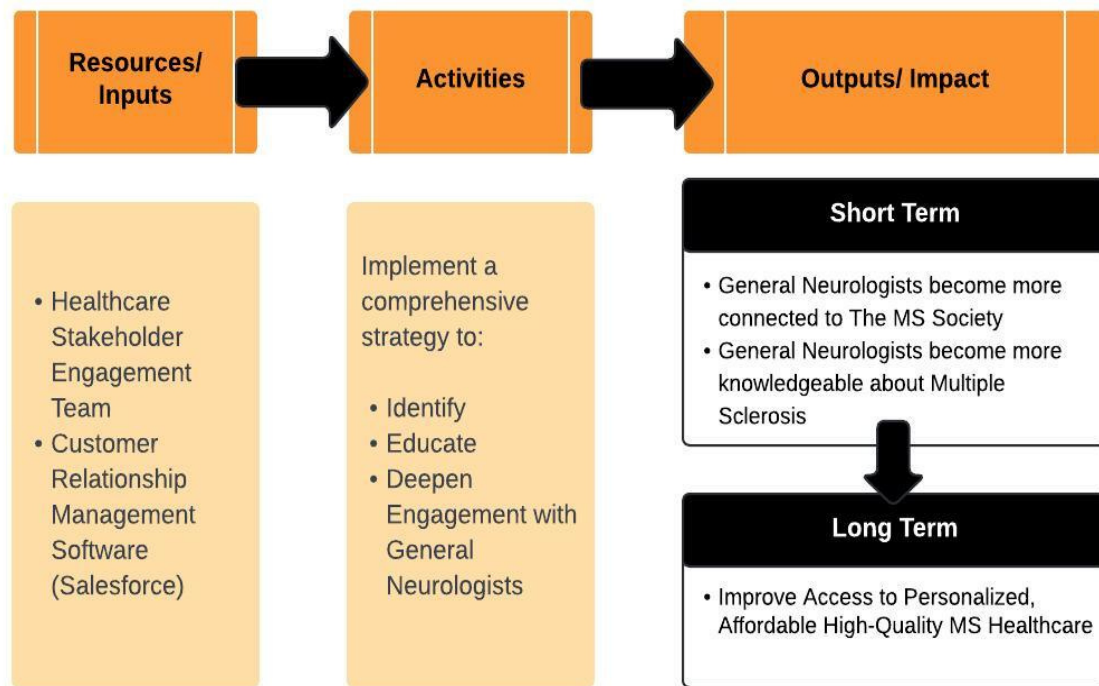 Resources/
Inputs
Activities
Outputs/ Impact
• Healthcare
Stakeholder
Engagement
Team
• Customer
Relationship
Management
Software
(Salesforce)
Implement a
comprehensive
strategy to:
• Identify
• Educate
• Deepen
Engagement with
General
Neurologists
Short Term
• General Neurologists become more
connected to The MS Society
• General Neurologists become more
knowledgeable about Multiple
Sclerosis
Long Term
• Improve Access to Personalized,
Affordable High-Quality MS Healthcare